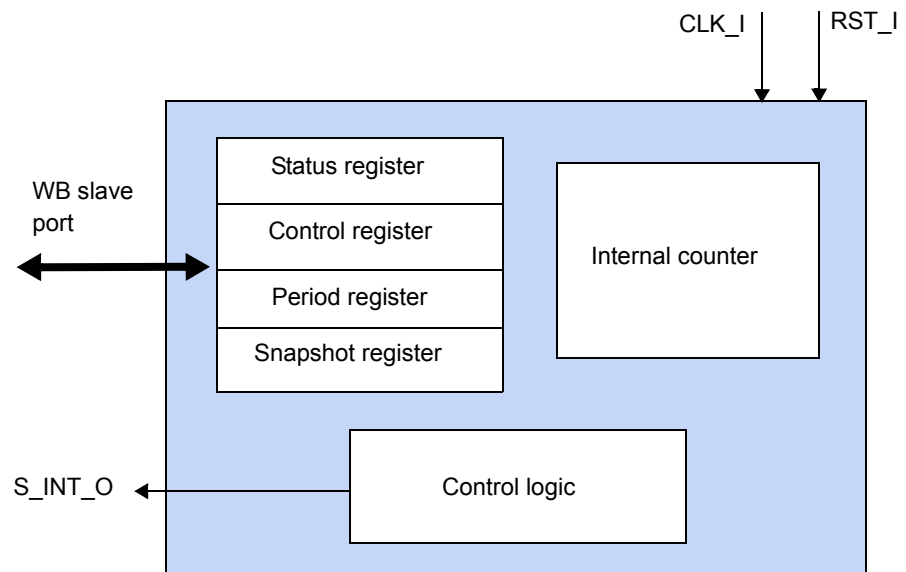 CLK_I
RST_I
Status register
WB slave
port
Control register
Internal counter
Period register
Snapshot register
S_INT_O
Control logic